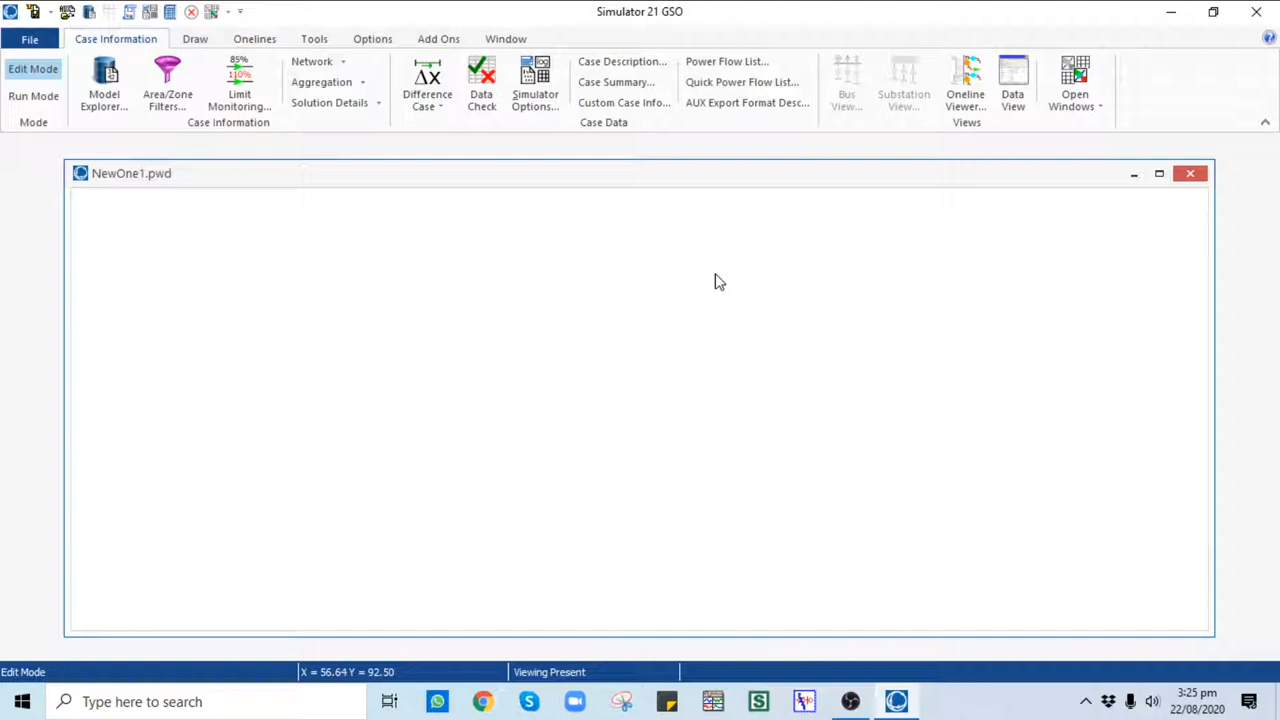 Simulator 21 GSO
File
Case Information
Draw
Onelines
Tools
Options
Add Ons
Window
Edit Mode
Run Mode
Mode
Model
Explorer...
Area/Zone
Filters...
85%
110%
Limit
Monitoring...
Network
Aggregation
Solution Details
Case Information
Difference
Case
Data
Check
Simulator
Options...
Case Description...
Case Summary...
Custom Case Info...
Power Flow List...
Quick Power Flow List...
AUX Export Format Desc...
Case Data
Bus
View...
Substation
View...
Oneline
Viewer...
Data
View
Open
Windows
Views
NewOne1.pwd
Edit Mode
X = 56.64 Y = 92.50
Viewing Present
Type here to search
3:25 pm
22/08/2020